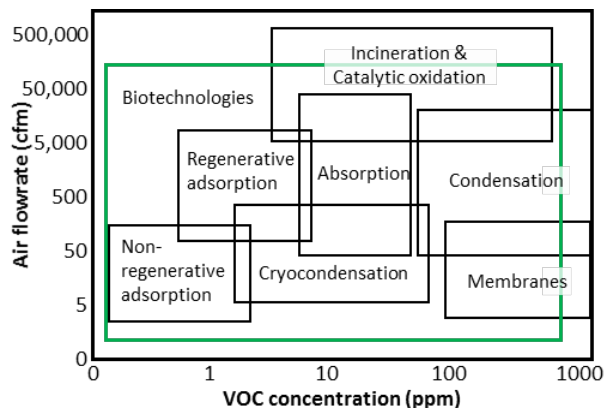 500,000
50,000
5,000
500
50
5
0
Air flowrate (cfm)
Incineration &
Catalytic oxidation
Biotechnologies
Regenerative
adsorption
Absorption
Condensation
Non-
regenerative
adsorption
Cryocondensation
Membranes
0 1 10 100 1000
VOC concentration (ppm)